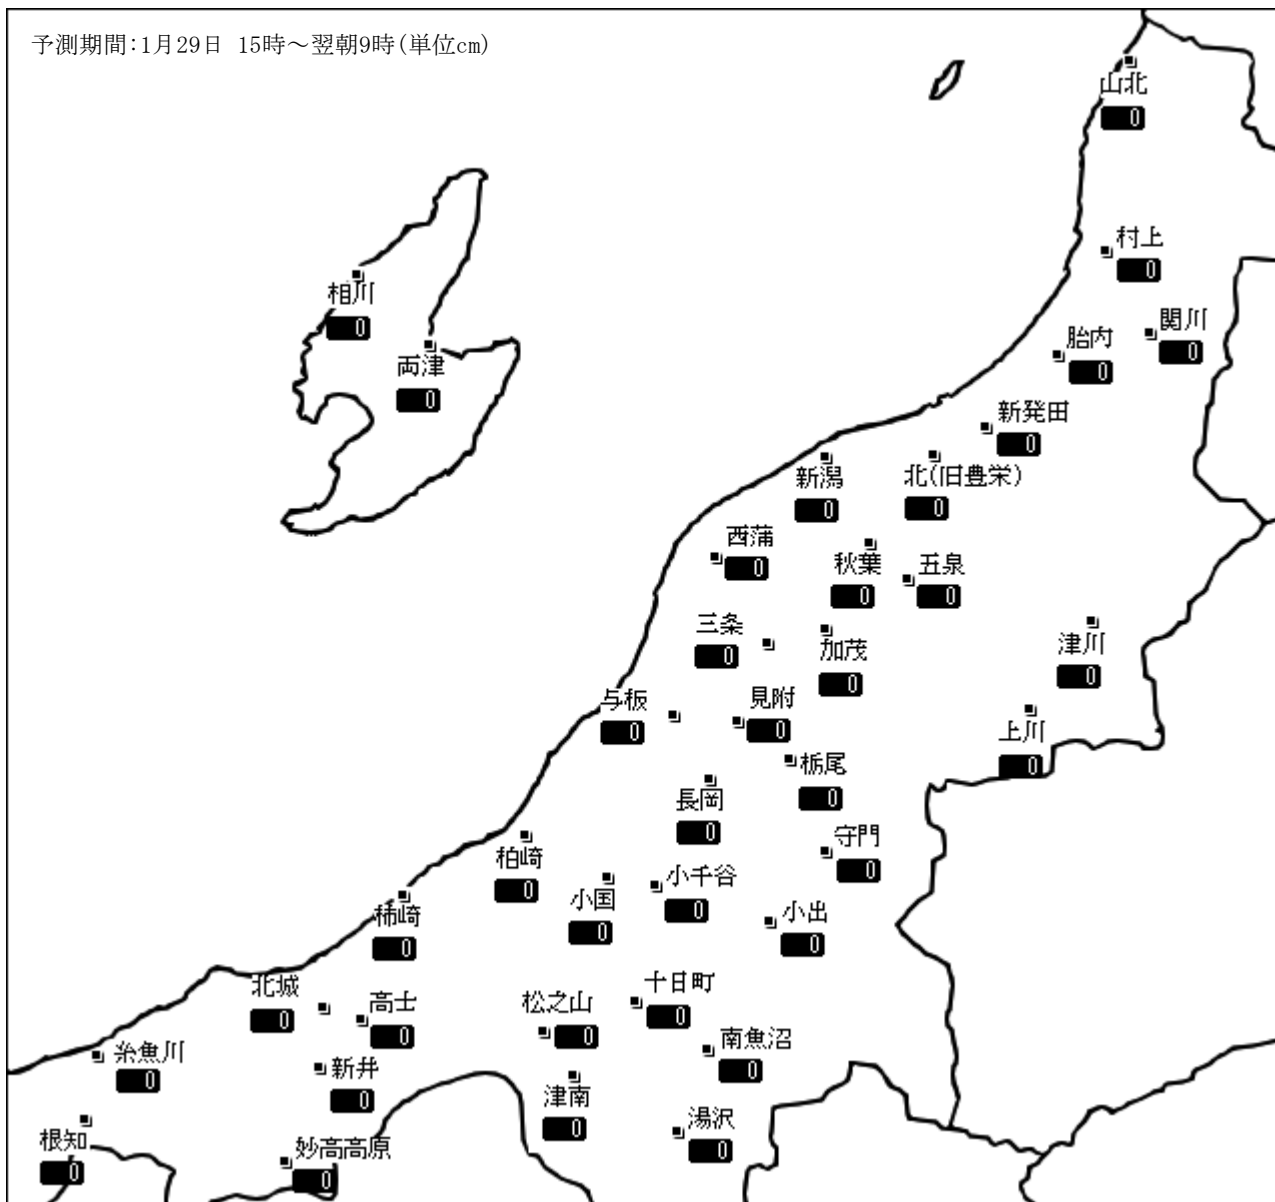 予測期間:1月29日 15時～翌朝9時(単位cm)
山北
0
村上
0
相川
0
関川
0
胎内
0
両津
0
新発田
0
新潟
0
北(旧豊栄)
0
西蒲
0
秋葉
0
五泉
0
三条
0
加茂
0
津川
0
与板
0
見附
0
上川
0
栃尾
0
長岡
0
守門
0
柏崎
0
小国
0
小千谷
0
小出
0
柿崎
0
北城
0
高士
0
松之山
0
十日町
0
南魚沼
0
糸魚川
0
新井
0
津南
0
湯沢
0
根知
0
妙高高原
0